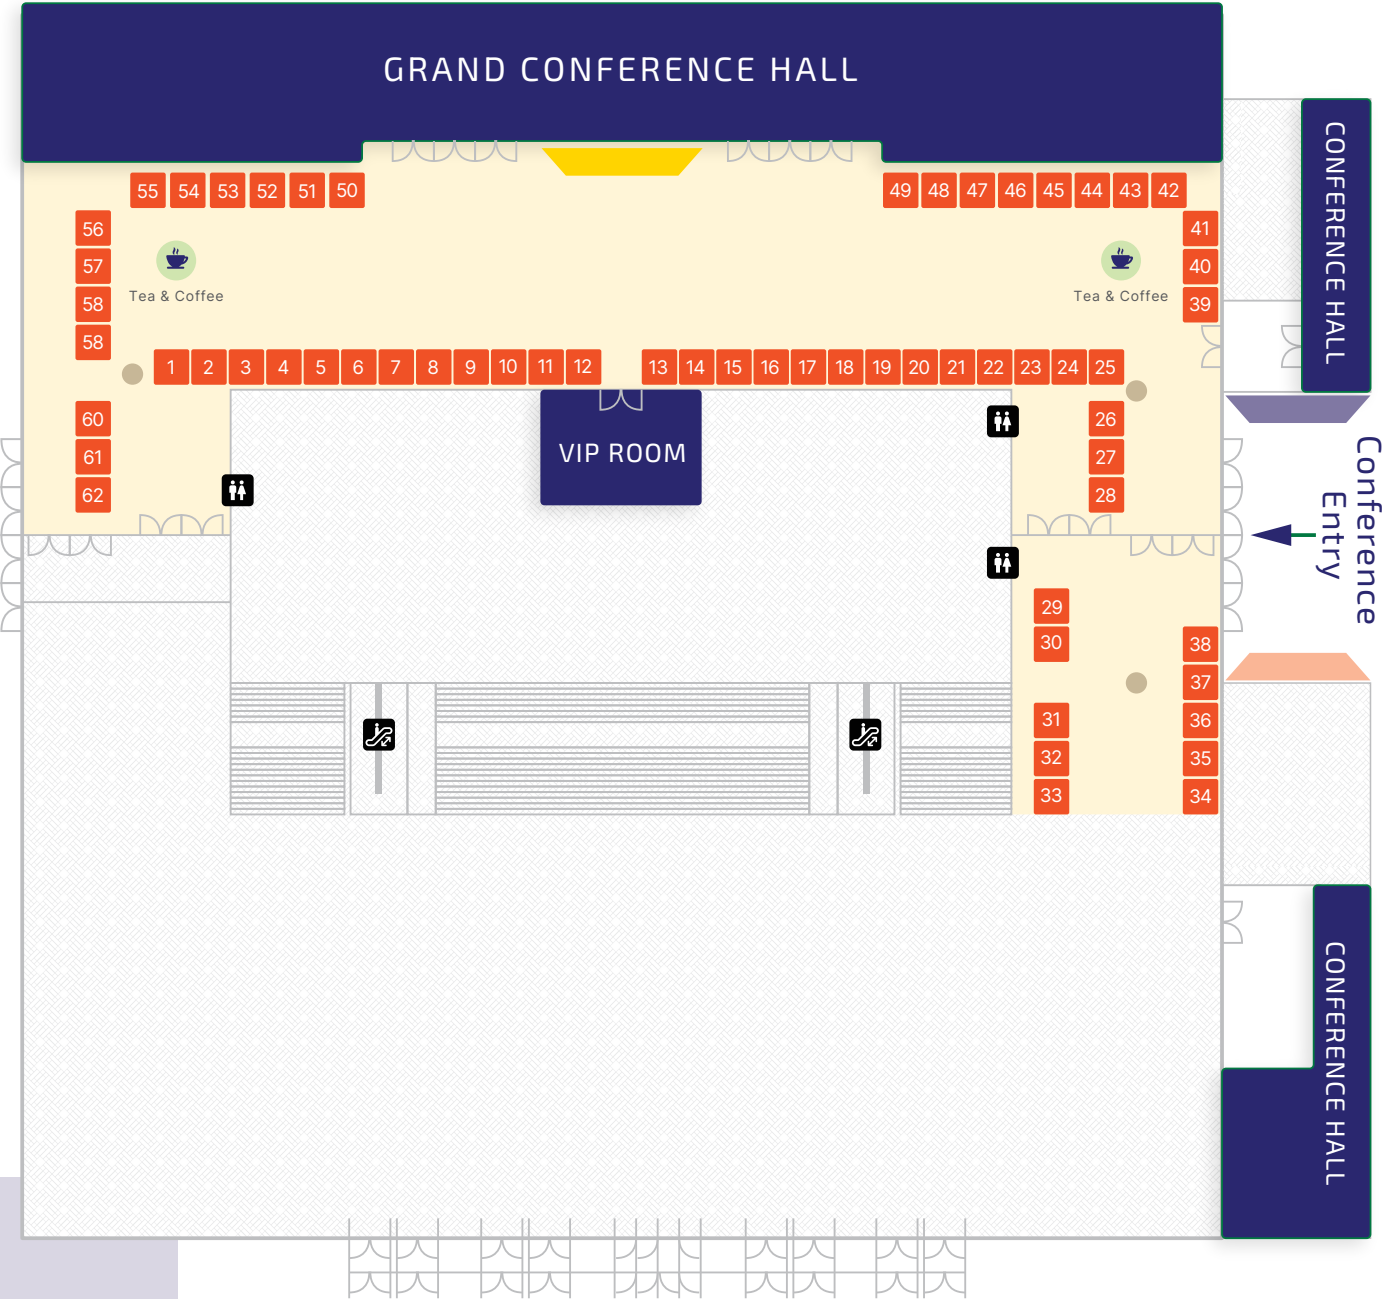 GRAND CONFERENCE HALL
CONFERENCE HALL
55 54 53 52 51 50
49 48 47 46 45 44 43 42
56
57
58
58
Tea & Coffee
Tea & Coffee
41
40
39
1 2 3 4 5 6 7 8 9 10 11 12
13 14 15 16 17 18 19 20 21 22 23 24 25
60
61
62
VIP ROOM
26
27
28
Conference
Entry
29
30
31
32
33
38
37
36
35
34
CONFERENCE HALL